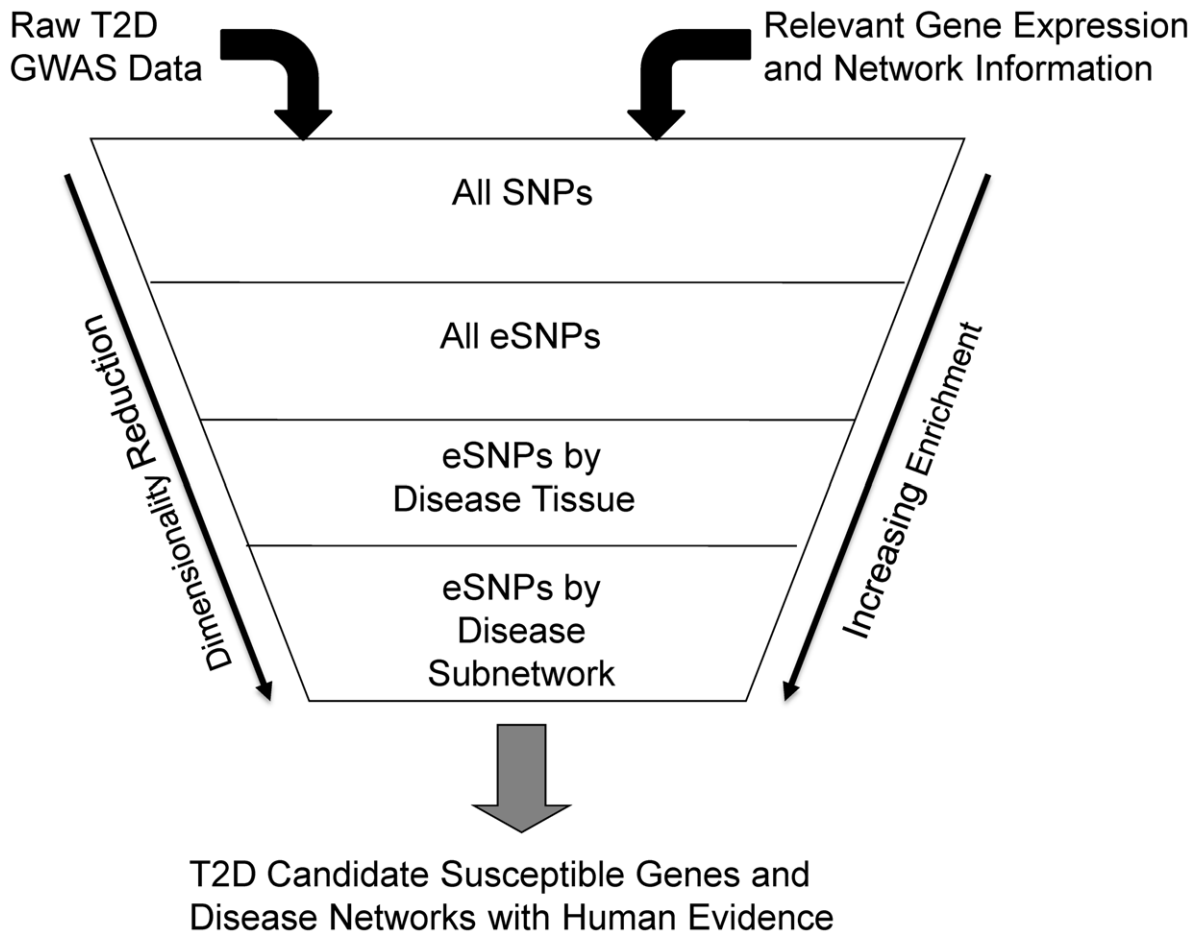 Raw T2D
GWAS Data
Relevant Gene Expression
and Network Information
All SNPs
All eSNPs
eSNPs by
Disease Tissue
eSNPs by
Disease
Subnetwork
Dimensionality Reduction
Increasing Enrichment
T2D Candidate Susceptible Genes and
Disease Networks with Human Evidence